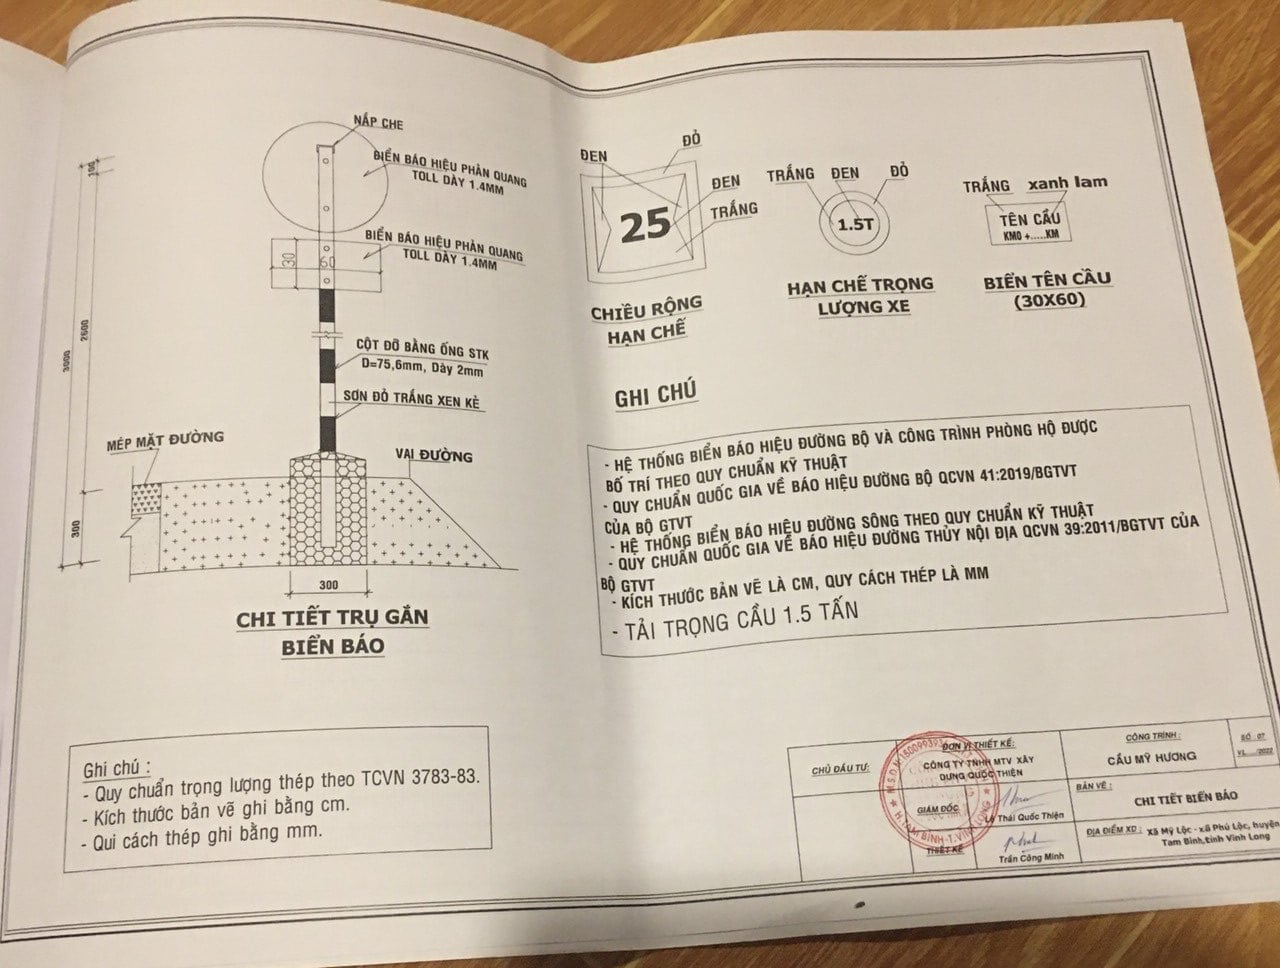 NẮP CHE
BIỂN BÁO HIỆU PHẢN QUANG
TOLL DÀY 1.4MM
BIỂN BÁO HIỆU PHẢN QUANG
TOLL DÀY 1.4MM
30
60
100
2600
3000
300
CỘT ĐỠ BẰNG ỐNG STK
D=75,6mm, Dày 2mm
SƠN ĐỎ TRẮNG XEN KẺ
MÉP MẶT ĐƯỜNG
VAI ĐƯỜNG
300
CHI TIẾT TRỤ GẮN
BIỂN BÁO
Ghi chú :
- Quy chuẩn trọng lượng thép theo TCVN 3783-83.
- Kích thước bản vẽ ghi bằng cm.
- Qui cách thép ghi bằng mm.
ĐEN
ĐỎ
ĐEN
TRẮNG
25
CHIỀU RỘNG
HẠN CHẾ
TRẮNG ĐEN ĐỎ
1.5T
HẠN CHẾ TRỌNG
LƯỢNG XE
TRẮNG xanh lam
TÊN CẦU
KM0 +.....KM
BIỂN TÊN CẦU
(30X60)
GHI CHÚ
- HỆ THỐNG BIỂN BÁO HIỆU ĐƯỜNG BỘ VÀ CÔNG TRÌNH PHÒNG HỘ ĐƯỢC
BỐ TRÍ THEO QUY CHUẨN KỸ THUẬT
- QUY CHUẨN QUỐC GIA VỀ BÁO HIỆU ĐƯỜNG BỘ QCVN 41:2019/BGTVT
CỦA BỘ GTVT
- HỆ THỐNG BIỂN BÁO HIỆU ĐƯỜNG SÔNG THEO QUY CHUẨN KỸ THUẬT
- QUY CHUẨN QUỐC GIA VỀ BÁO HIỆU ĐƯỜNG THỦY NỘI ĐỊA QCVN 39:2011/BGTVT CỦA
BỘ GTVT
- KÍCH THƯỚC BẢN VẼ LÀ CM, QUY CÁCH THÉP LÀ MM
- TẢI TRỌNG CẦU 1.5 TẤN
CHỦ ĐẦU TƯ:
ĐƠN VỊ THIẾT KẾ:
CÔNG TY TNHH MTV XÂY
DỰNG QUỐC THIỆN
GIÁM ĐỐC
Lê Thái Quốc Thiện
THIẾT KẾ
Trần Công Minh
CÔNG TRÌNH :
CẦU MỸ HƯƠNG
SỐ: 07
VL...../2022
BẢN VẼ :
CHI TIẾT BIỂN BÁO
ĐỊA ĐIỂM XD : Xã Mỹ Lộc - xã Phú Lộc, huyện
Tam Bình,tỉnh Vĩnh Long
H.TAM BÌNH-T.VĨNH LONG